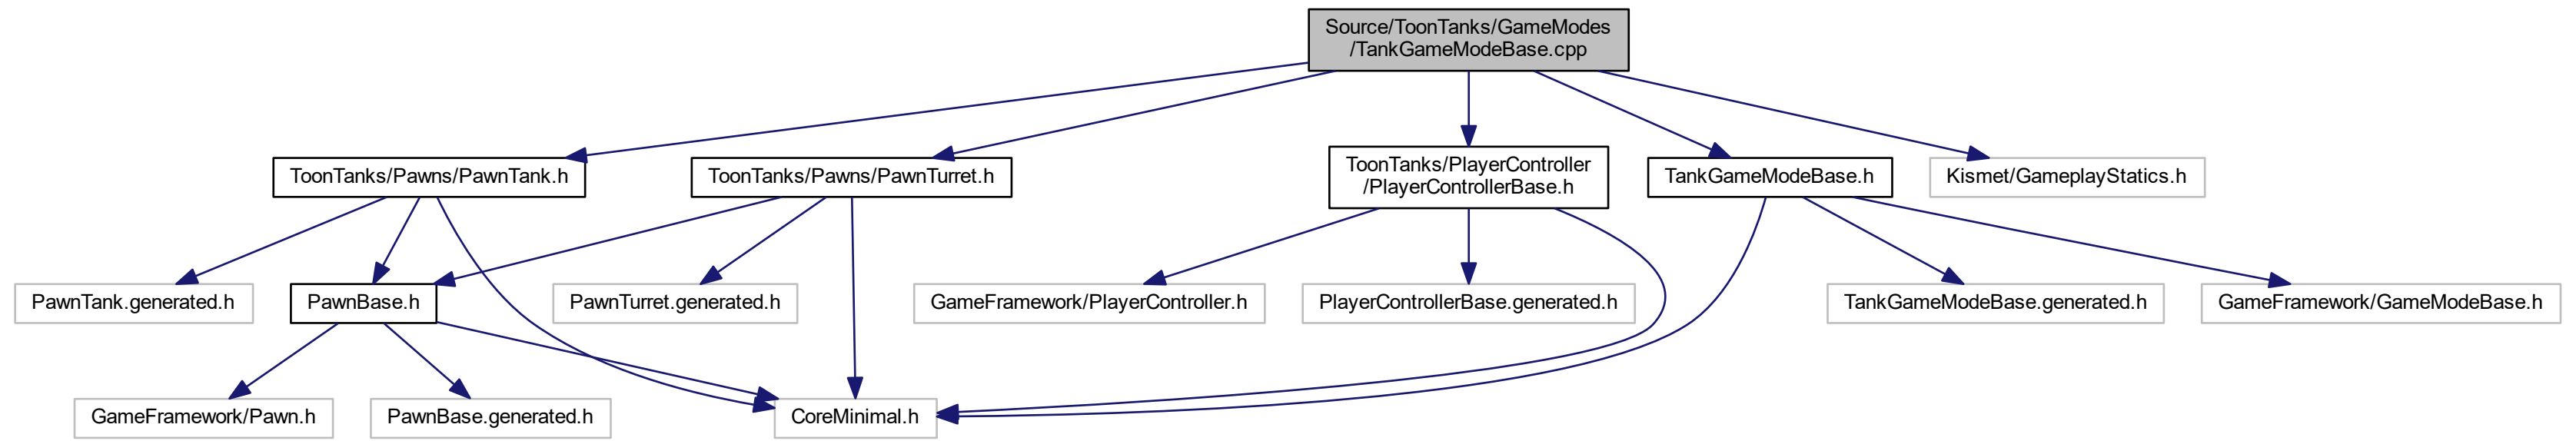 Source/ToonTanks/GameModes
/TankGameModeBase.cpp
ToonTanks/Pawns/PawnTank.h
ToonTanks/Pawns/PawnTurret.h
ToonTanks/PlayerController
/PlayerControllerBase.h
TankGameModeBase.h
Kismet/GameplayStatics.h
PawnTank.generated.h
PawnBase.h
PawnTurret.generated.h
GameFramework/PlayerController.h
PlayerControllerBase.generated.h
TankGameModeBase.generated.h
GameFramework/GameModeBase.h
GameFramework/Pawn.h
PawnBase.generated.h
CoreMinimal.h